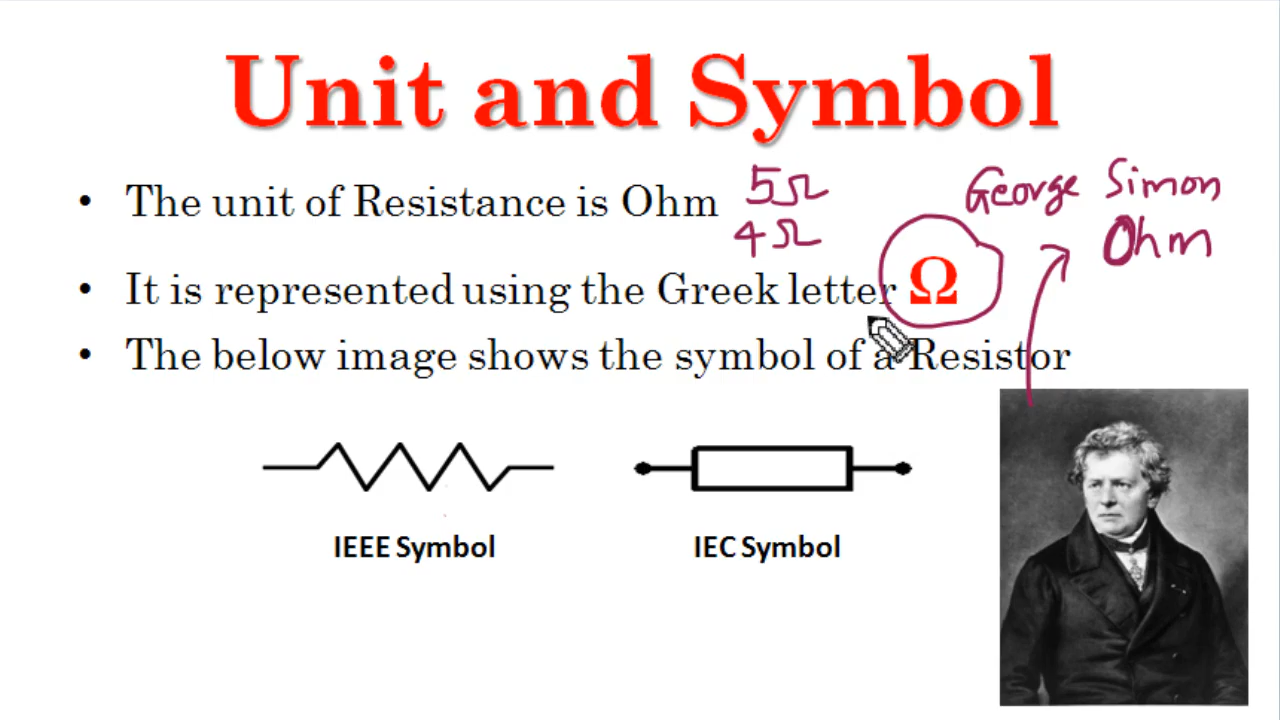 Unit and Symbol
• The unit of Resistance is Ohm 5Ω
4Ω
George Simon
Ohm
• It is represented using the Greek letter Ω
• The below image shows the symbol of a Resistor
IEEE Symbol
IEC Symbol